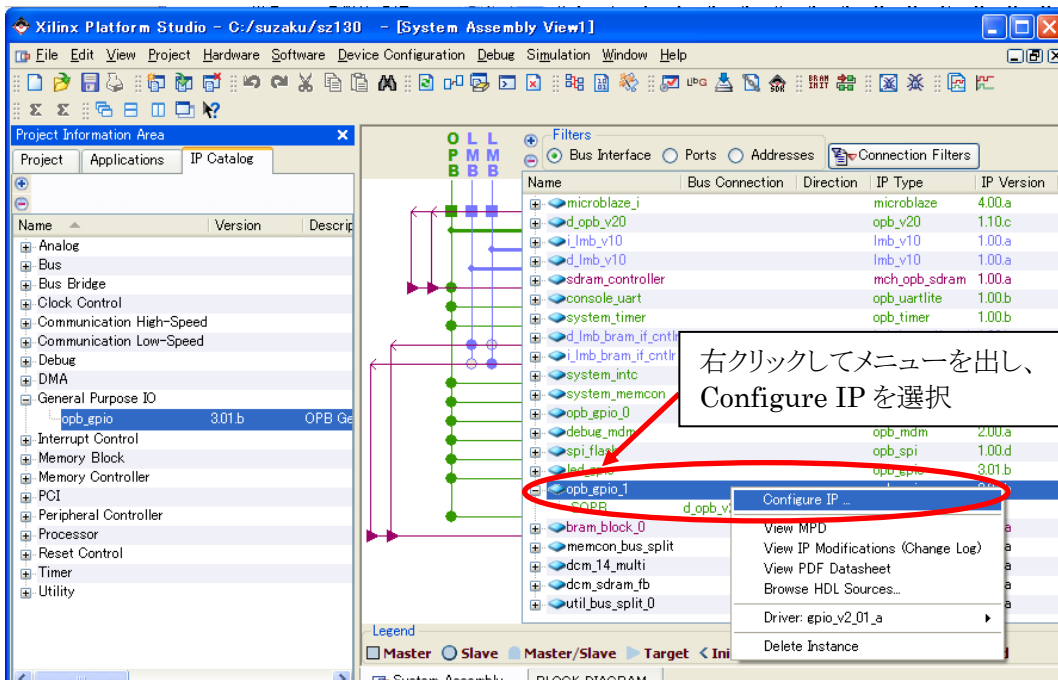 Xilinx Platform Studio - C:/suzaku/sz130 - [System Assembly View1]
File Edit View Project Hardware Software Device Configuration Debug Simulation Window Help
Project Information Area
Project Applications IP Catalog
Name Version Descrip
Analog
Bus
Bus Bridge
Clock Control
Communication High-Speed
Communication Low-Speed
Debug
DMA
General Purpose IO
opb_gpio 3.01.b OPB Ge
Interrupt Control
Memory Block
Memory Controller
PCI
Peripheral Controller
Processor
Reset Control
Timer
Utility
O L L
P M M
B B B
Filters
Bus Interface Ports Addresses Connection Filters
Name Bus Connection Direction IP Type IP Version
microblaze_i microblaze 4.00.a
d_opb_v20 opb_v20 1.10.c
i_lmb_v10 lmb_v10 1.00.a
d_lmb_v10 lmb_v10 1.00.a
sdram_controller mch_opb_sdram 1.00.a
console_uart opb_uartlite 1.00.b
system_timer opb_timer 1.00.b
d_lmb_bram_if_cntlr
i_lmb_bram_if_cntlr
system_intc
system_memcon
opb_gpio_0
debug_mdm opb_mdm 2.00.a
spi_flash opb_spi 1.00.d
led_gpio opb_gpio 3.01.b
opb_gpio_1
SOPB d_opb_v
bram_block_0 a
memcon_bus_split a
dcm_14_multi a
dcm_sdram_fb a
util_bus_split_0 a
右クリックしてメニューを出し、
Configure IP を選択
Configure IP ...
View MPD
View IP Modifications (Change Log)
View PDF Datasheet
Browse HDL Sources...
Driver: gpio_v2_01_a
Delete Instance
Legend
Master Slave Master/Slave Target Ini
System Assembly BLOCK DIAGRAM